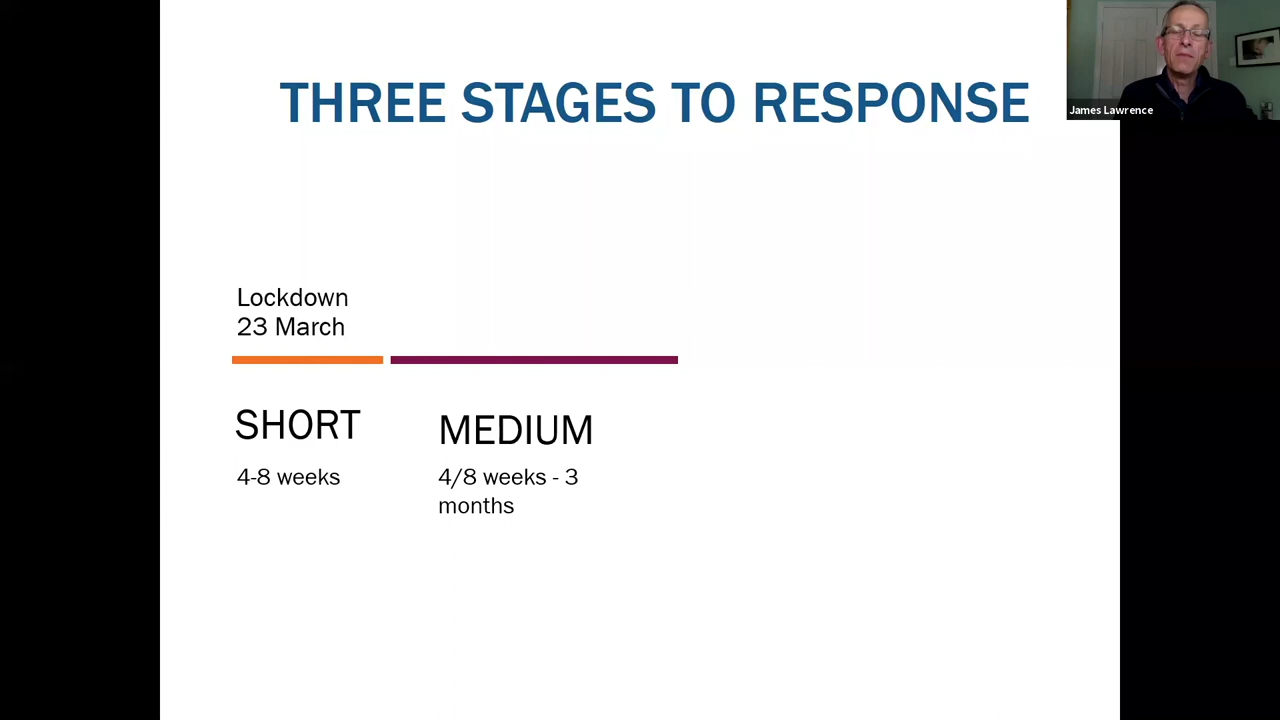 THREE STAGES TO RESPONSE
James Lawrence
Lockdown
23 March
SHORT
4-8 weeks
MEDIUM
4/8 weeks - 3
months